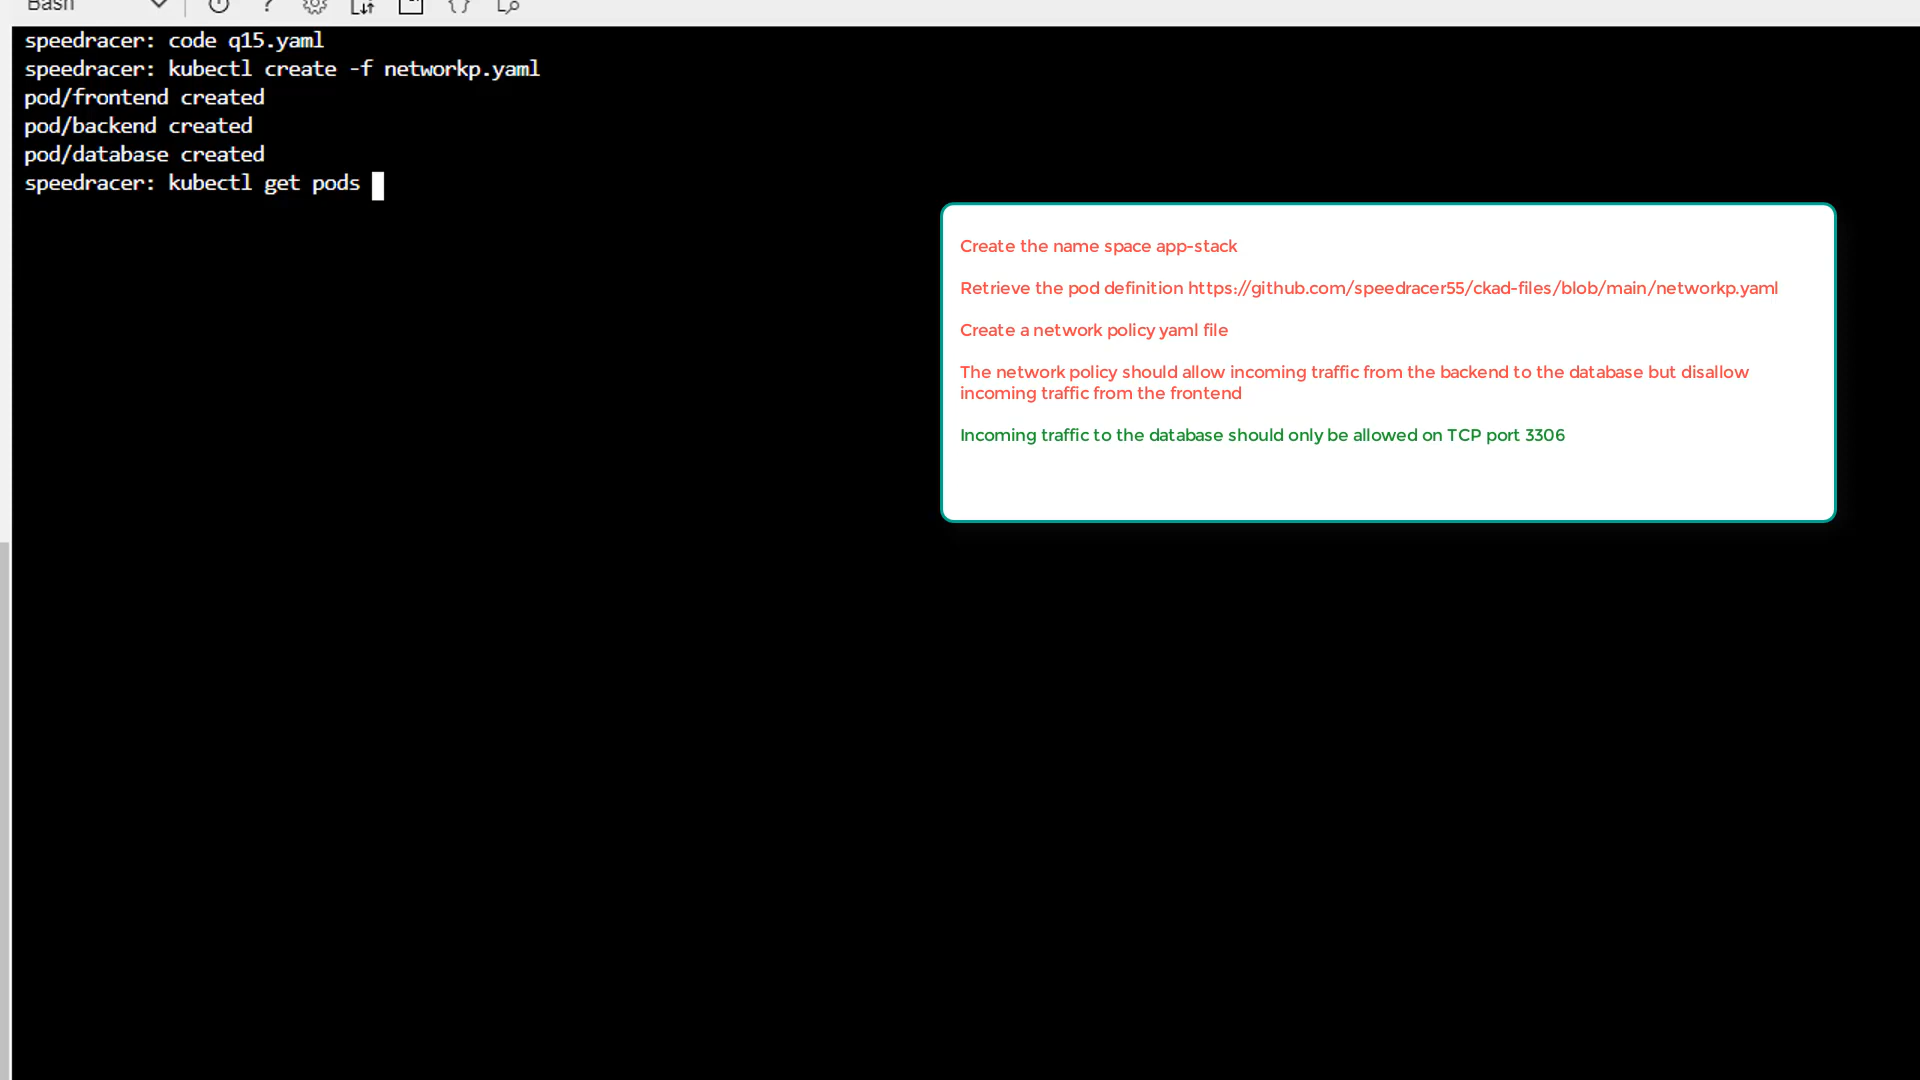 Bash
speedracer: code q15.yaml
speedracer: kubectl create -f networkp.yaml
pod/frontend created
pod/backend created
pod/database created
speedracer: kubectl get pods
Create the name space app-stack
Retrieve the pod definition https://github.com/speedracer55/ckad-files/blob/main/networkp.yaml
Create a network policy yaml file
The network policy should allow incoming traffic from the backend to the database but disallow
incoming traffic from the frontend
Incoming traffic to the database should only be allowed on TCP port 3306